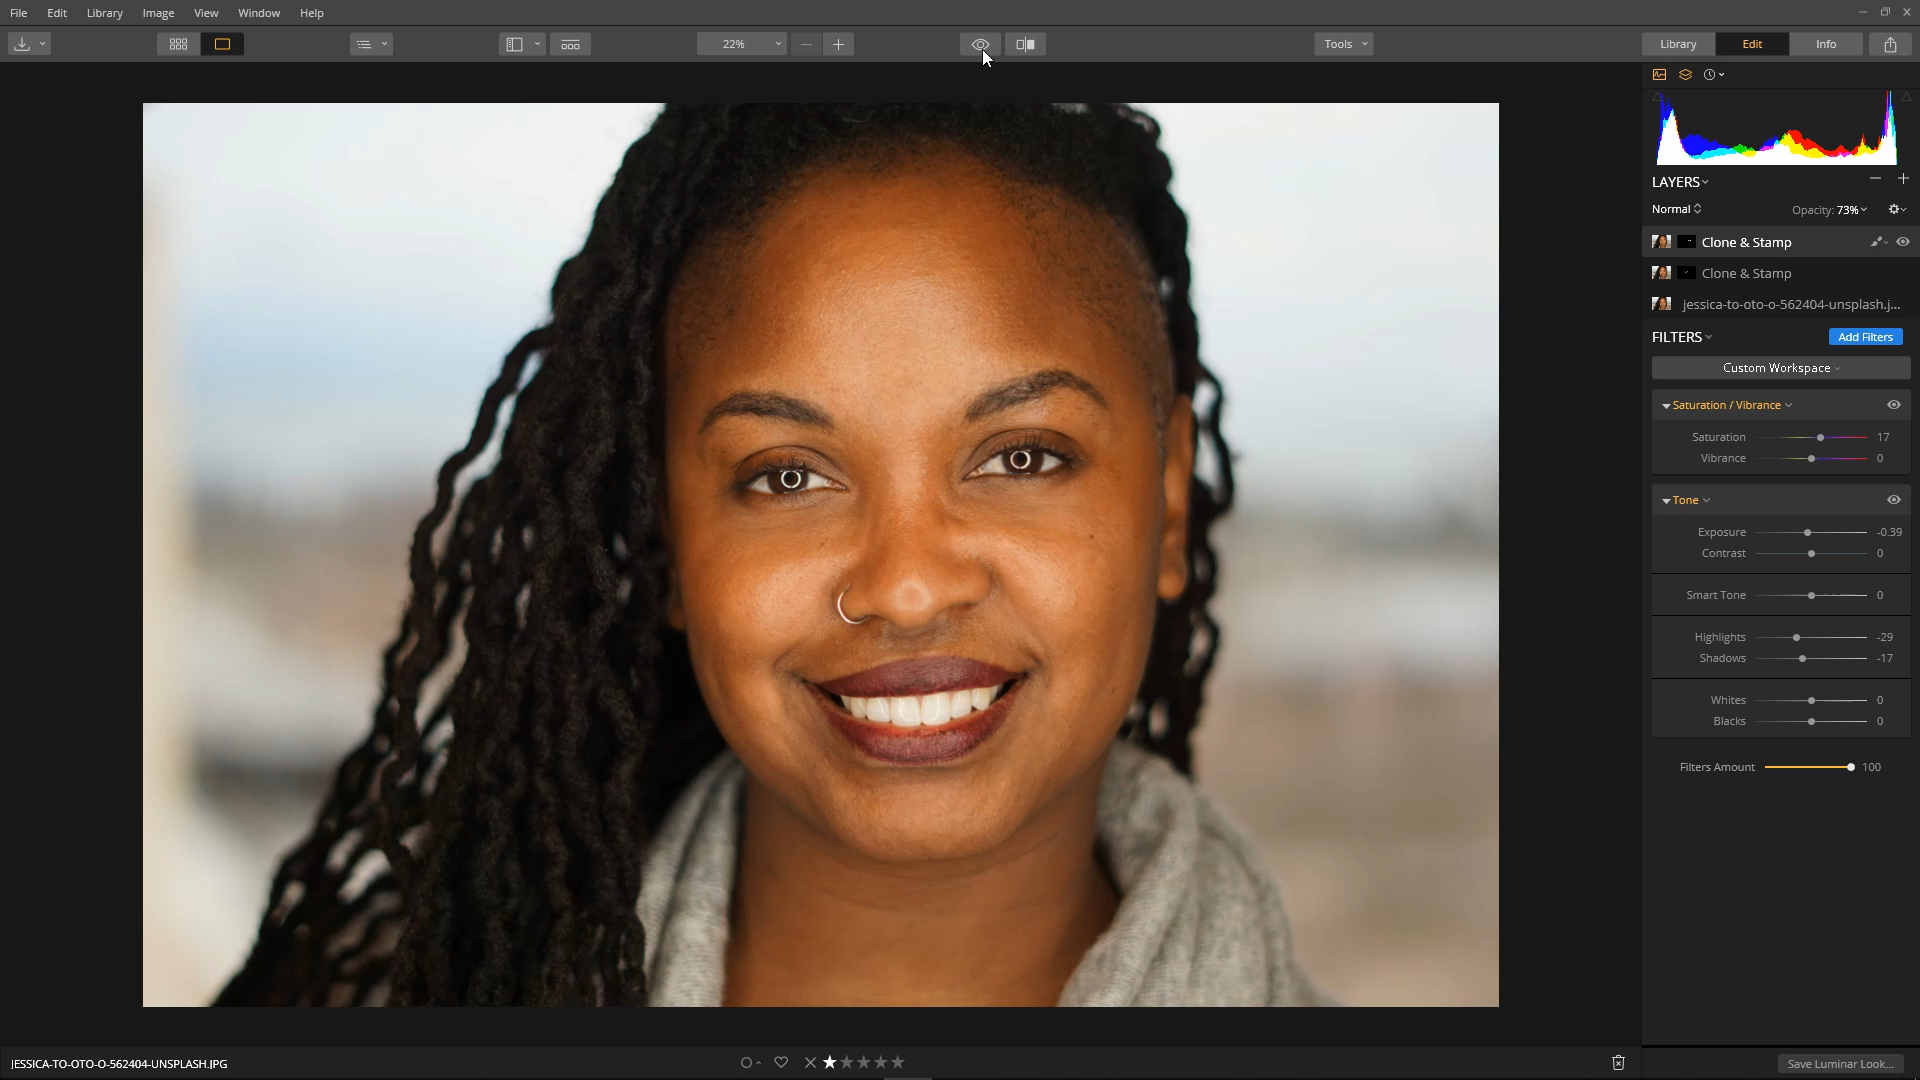 File Edit Library Image View Window Help
22% Tools Library Edit Info
LAYERS
Normal Opacity: 73%
Clone & Stamp
Clone & Stamp
jessica-to-oto-o-562404-unsplash.j...
FILTERS Add Filters
Custom Workspace
Saturation / Vibrance
Saturation 17
Vibrance 0
Tone
Exposure -0.39
Contrast 0
Smart Tone 0
Highlights -29
Shadows -17
Whites 0
Blacks 0
Filters Amount 100
JESSICA-TO-OTO-O-562404-UNSPLASH.JPG
Save Luminar Look...